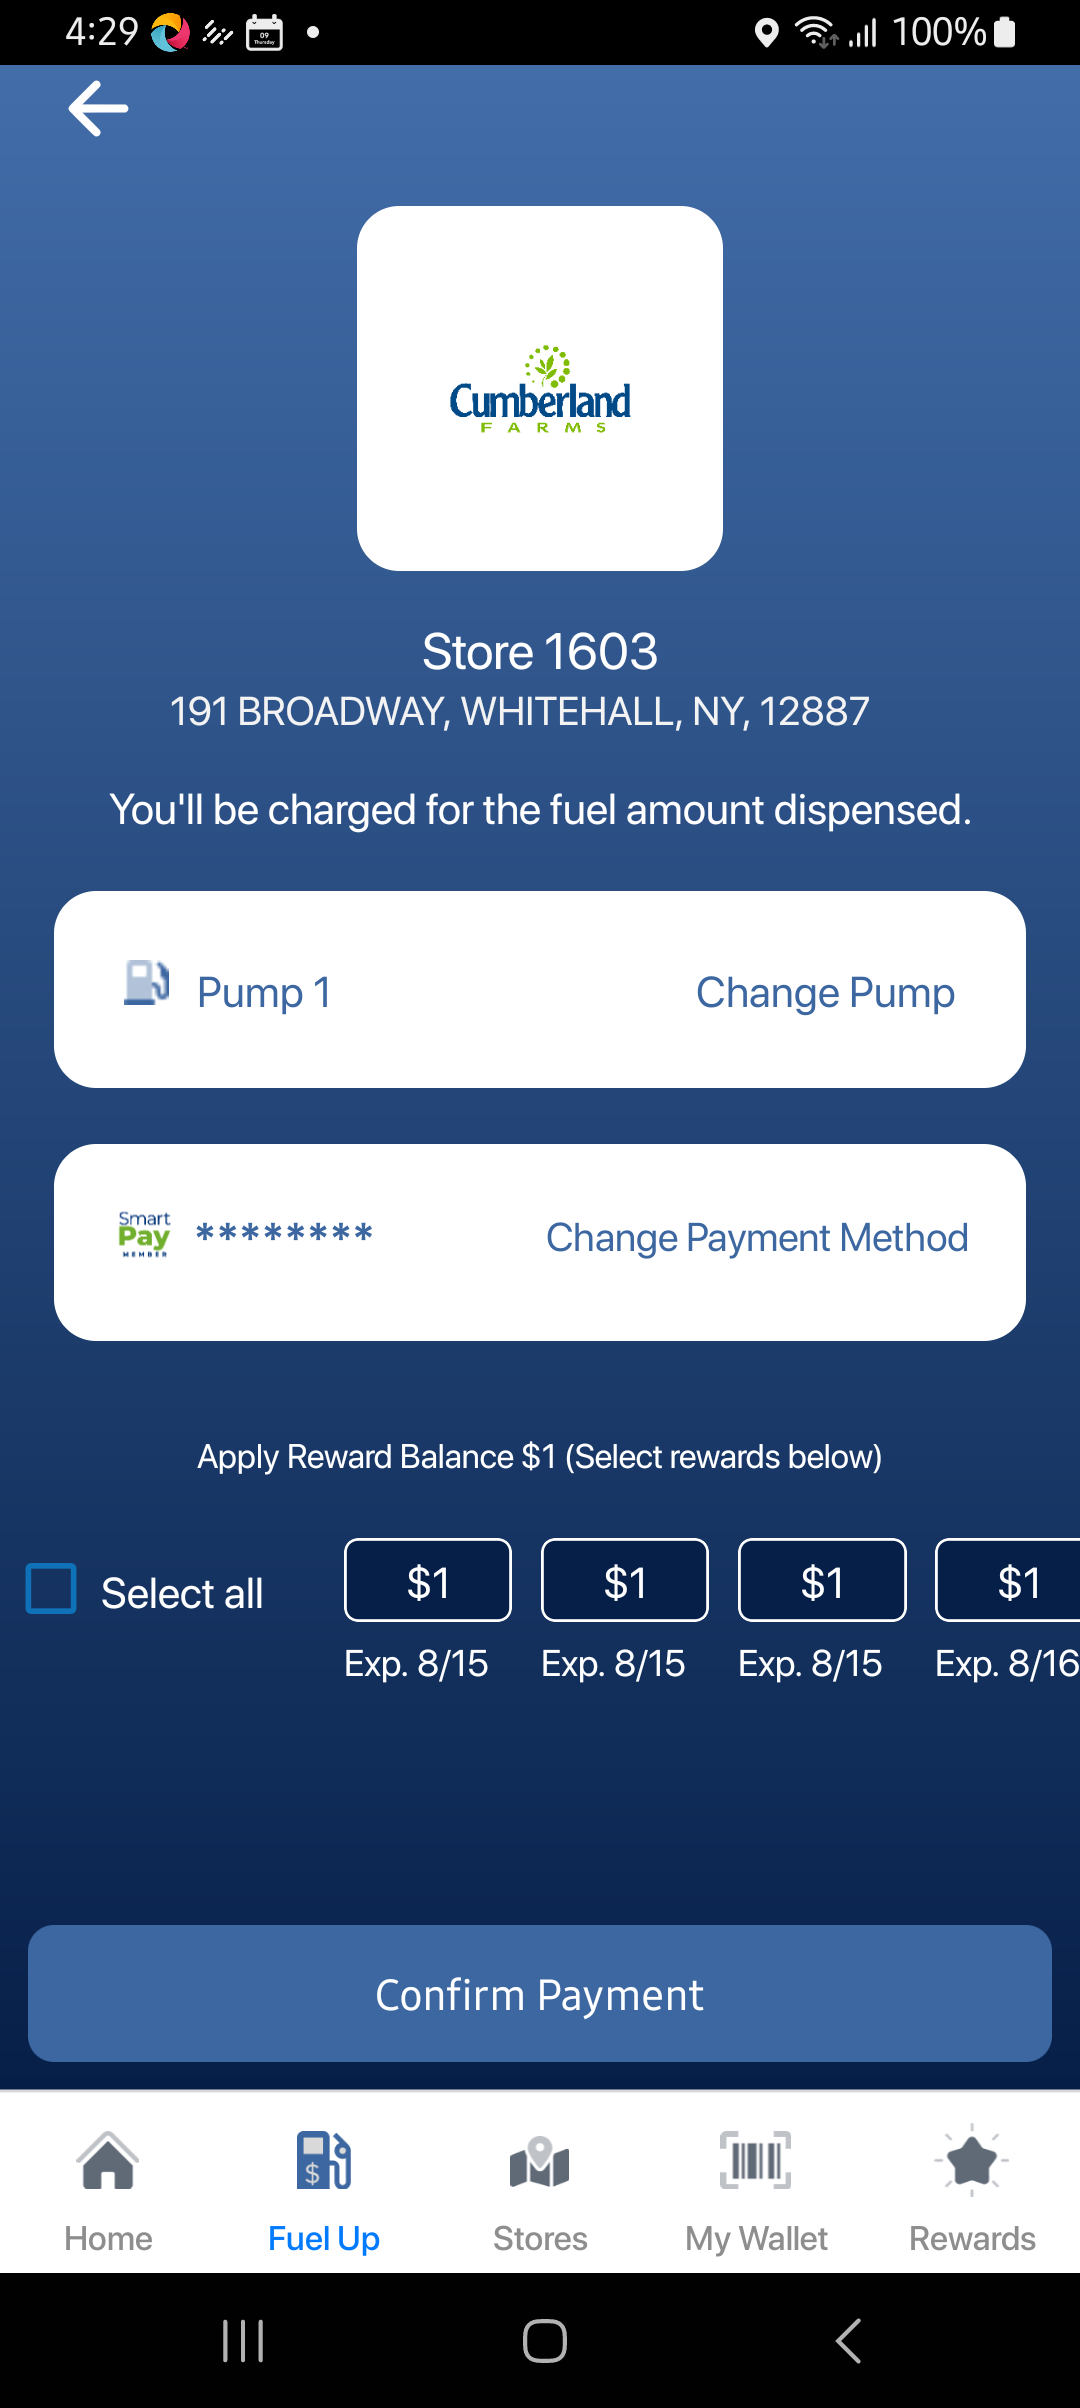 4:29
09
Thursday
100%
Cumberland
FARMS
Store 1603
191 BROADWAY, WHITEHALL, NY, 12887
You'll be charged for the fuel amount dispensed.
Pump 1
Change Pump
Smart
Pay
MEMBER
********
Change Payment Method
Apply Reward Balance $1 (Select rewards below)
Select all
$1 $1 $1 $1
Exp. 8/15 Exp. 8/15 Exp. 8/15 Exp. 8/16
Confirm Payment
$
Home Fuel Up Stores My Wallet Rewards